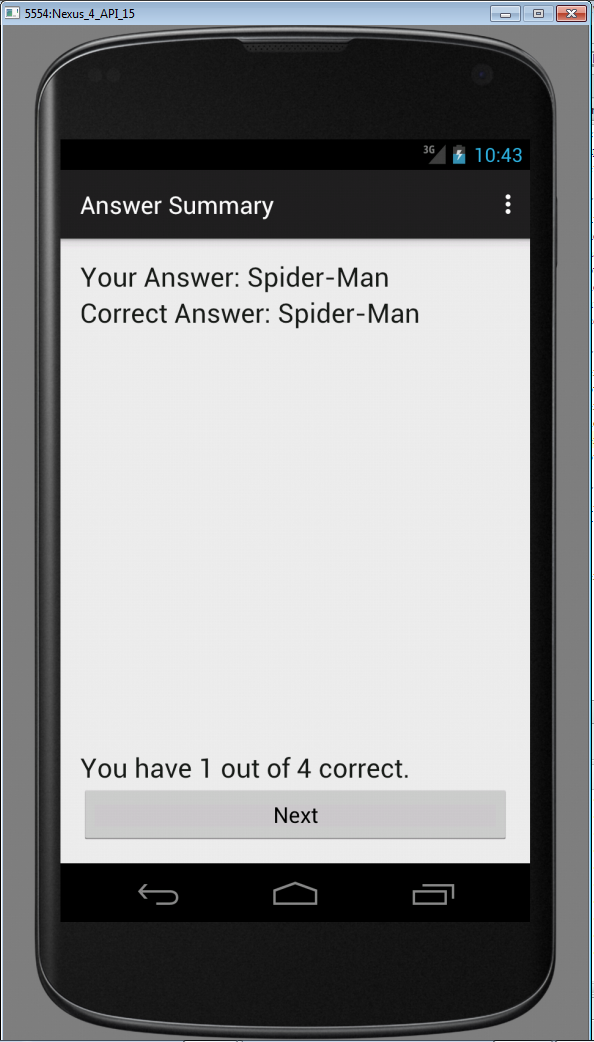 5554:Nexus_4_API_15
3G 10:43
Answer Summary
Your Answer: Spider-Man
Correct Answer: Spider-Man
You have 1 out of 4 correct.
Next